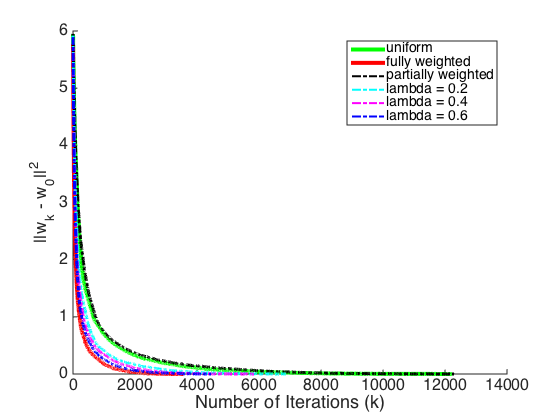 6
5
4
3
2
1
0
||w_k - w_0||^2
uniform
fully weighted
partially weighted
lambda = 0.2
lambda = 0.4
lambda = 0.6
0 2000 4000 6000 8000 10000 12000 14000
Number of Iterations (k)